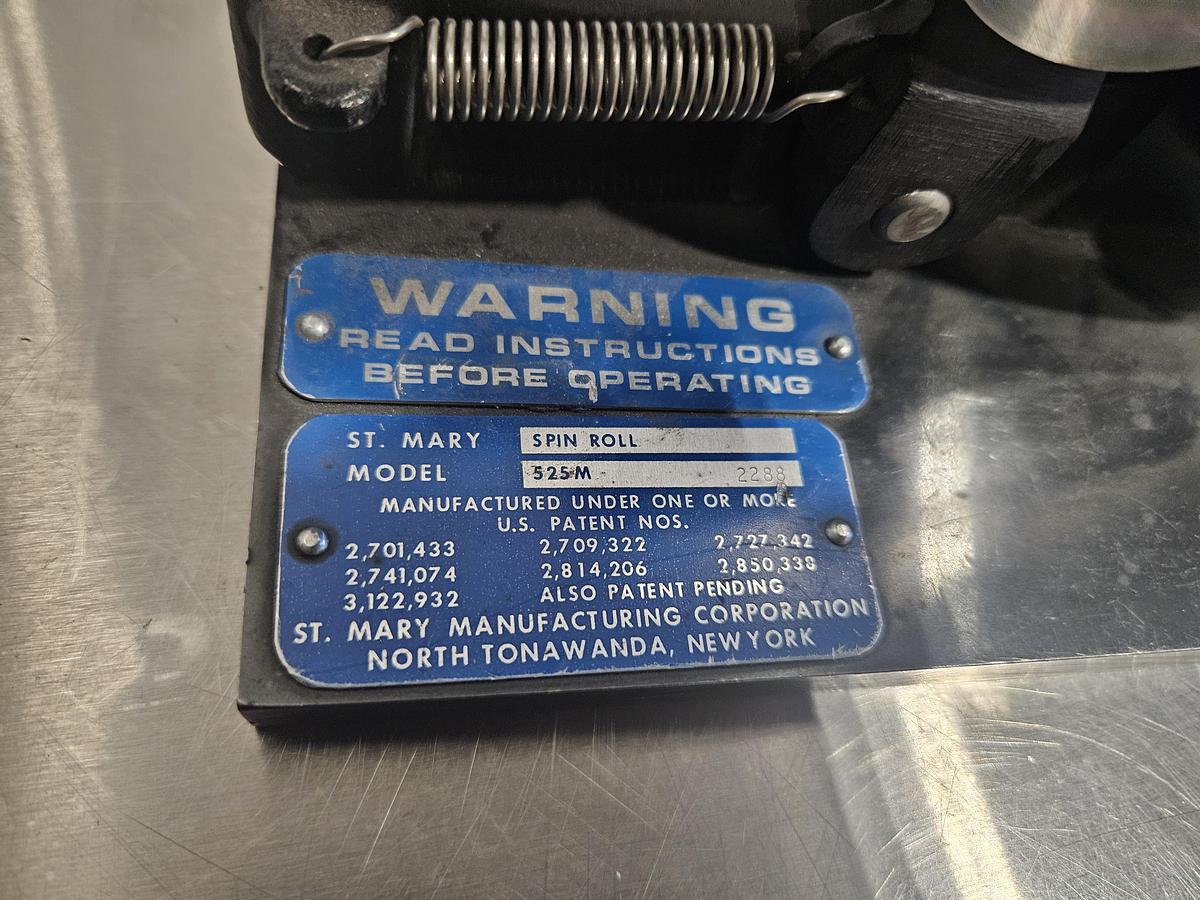 WARNING
READ INSTRUCTIONS
BEFORE OPERATING
ST. MARY SPIN ROLL
MODEL 525M 2288
MANUFACTURED UNDER ONE OR MORE
U.S. PATENT NOS.
2,701,433 2,709,322 2,727,342
2,741,074 2,814,206 2,850,338
3,122,932 ALSO PATENT PENDING
ST. MARY MANUFACTURING CORPORATION
NORTH TONAWANDA, NEW YORK